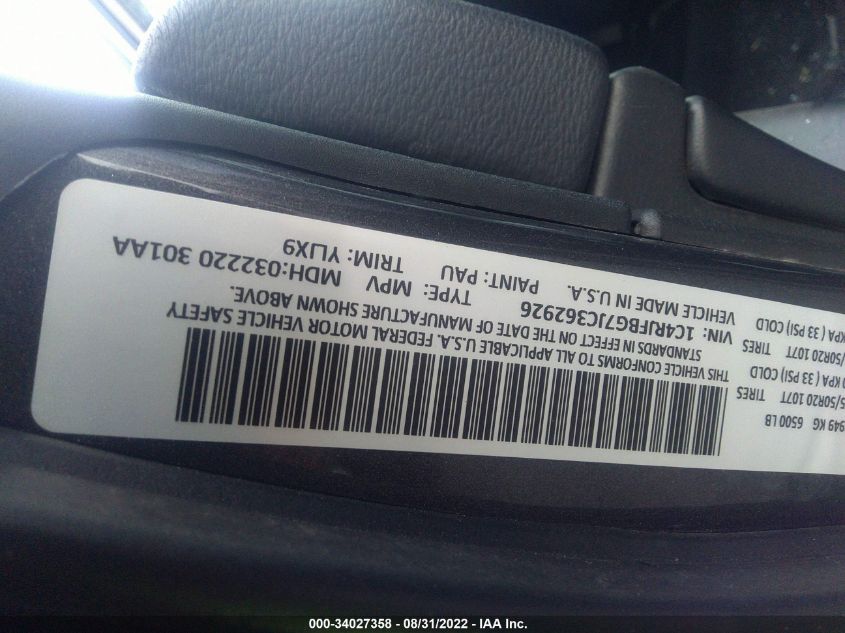 949 KG 6500 LB
5/50R20 107T TIRES
0 KPA ( 33 PSI) COLD
/50R20 107T TIRES
KPA ( 33 PSI) COLD
THIS VEHICLE CONFORMS TO ALL APPLICABLE U.S.A. FEDERAL MOTOR VEHICLE SAFETY
STANDARDS IN EFFECT ON THE DATE OF MANUFACTURE SHOWN ABOVE.
VIN: 1C4RJFBG7JC362926 TYPE: MPV MDH:032220 301AA
VEHICLE MADE IN U.S.A. PAINT: PAU TRIM: YLJX9
000-34027358 - 08/31/2022 - IAA Inc.